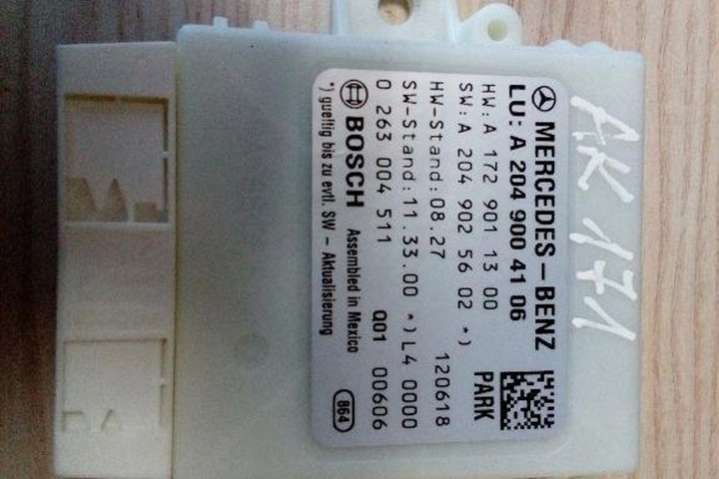 AK 171
MERCEDES-BENZ
LU: A 204 900 41 06
HW: A 172 901 13 00
SW: A 204 902 56 02 *)
PARK
HW-Stand: 08.27 120618
SW-Stand: 11.33.00 *) L4 0000
0 263 004 511 Q01 00606
BOSCH Assembled in Mexico
*) gueltig bis zu evtl. SW - Aktualisierung
864